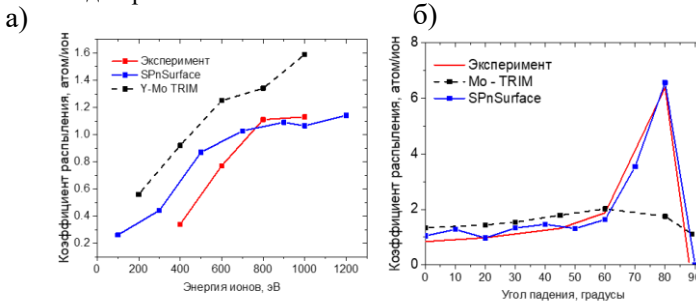 а)
б)
Коэффициент распыления, атом/ион
1.6
1.4
1.2
1.0
0.8
0.6
0.4
0.2
Эксперимент
SPnSurface
Y-Mo TRIM
0 200 400 600 800 1000 1200
Энергия ионов, эВ
Коэффициент распыления, атом/ион
8
6
4
2
0
Эксперимент
Mo - TRIM
SPnSurface
0 10 20 30 40 50 60 70 80 90
Угол падения, градусы